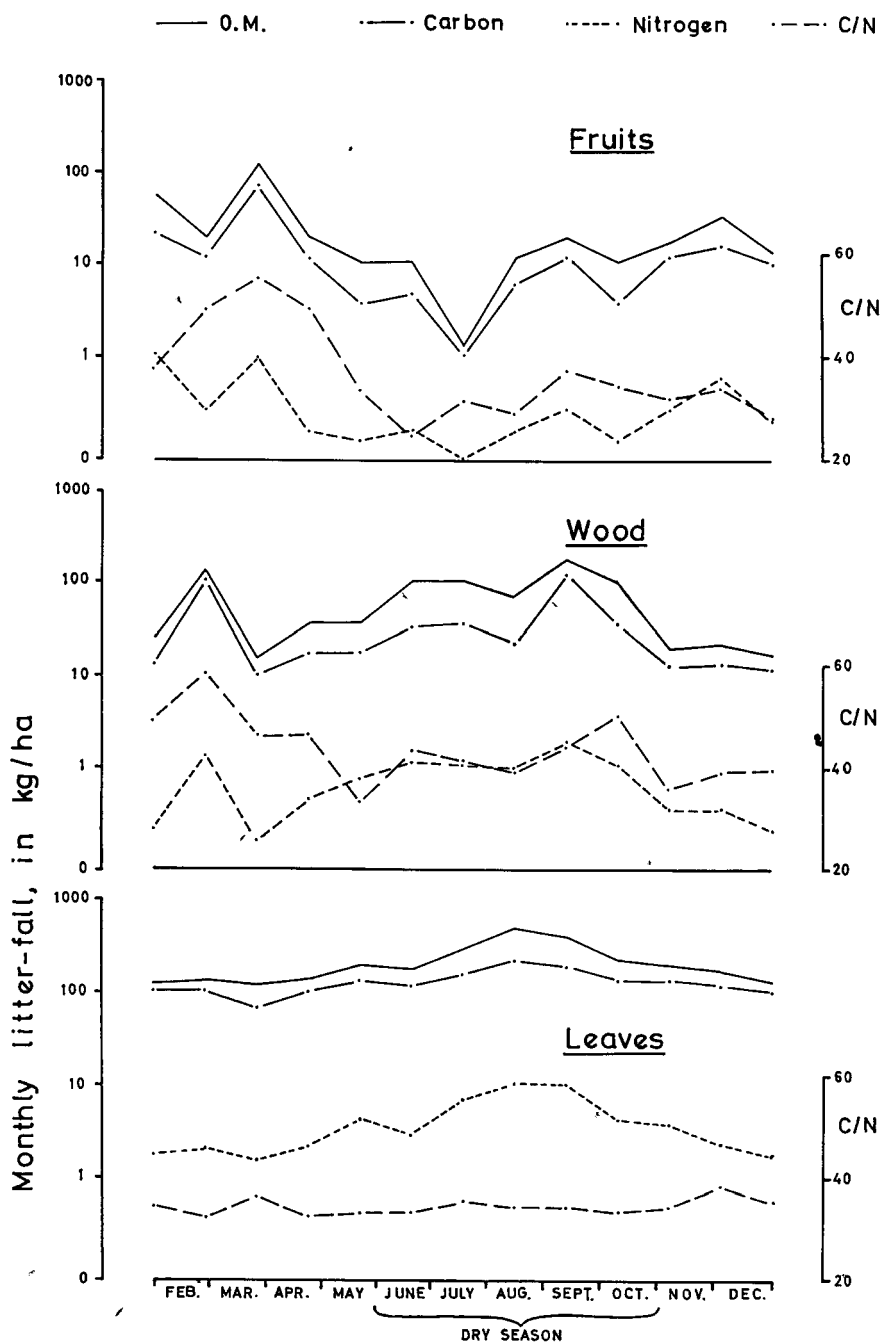 O.M. Carbon Nitrogen C/N
Monthly litter-fall, in kg/ha
Fruits
1000
100
10
1
0
60
C/N
40
20
Wood
1000
100
10
1
0
60
C/N
40
20
Leaves
1000
100
10
1
0
60
C/N
40
20
FEB. MAR. APR. MAY JUNE JULY AUG. SEPT. OCT. NOV. DEC.
DRY SEASON